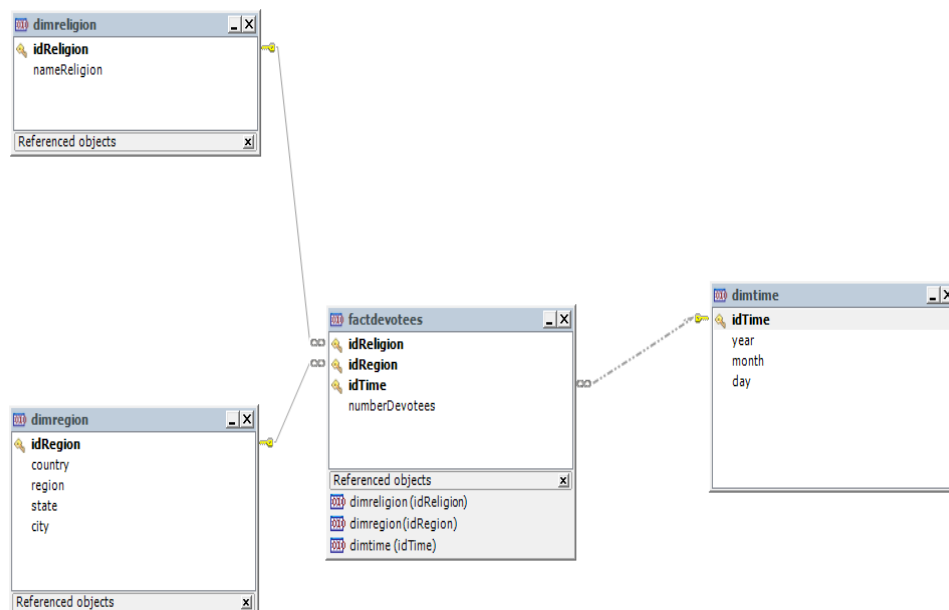 dimreligion
idReligion
nameReligion
Referenced objects
factdevotees
idReligion
idRegion
idTime
numberDevotees
Referenced objects
dimreligion (idReligion)
dimregion(idRegion)
dimtime (idTime)
dimtime
idTime
year
month
day
dimregion
idRegion
country
region
state
city
Referenced objects